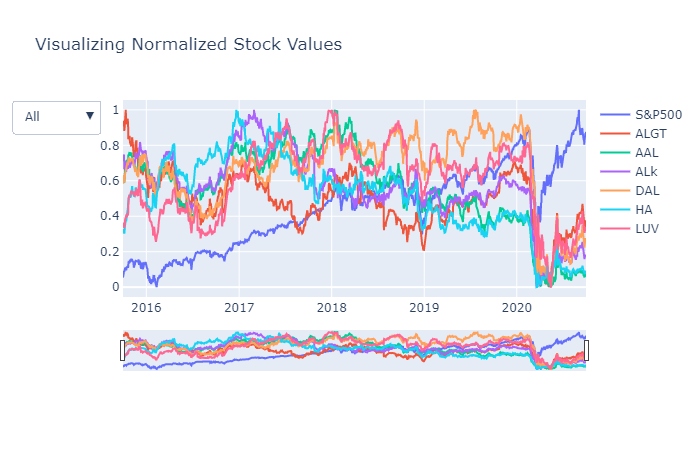 Visualizing Normalized Stock Values
All
1
0.8
0.6
0.4
0.2
0
2016 2017 2018 2019 2020
S&P500
ALGT
AAL
ALk
DAL
HA
LUV